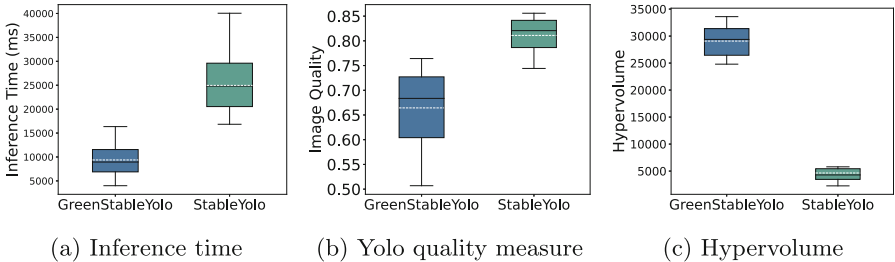 Inference Time (ms)
40000
35000
30000
25000
20000
15000
10000
5000
GreenStableYolo StableYolo
(a) Inference time
Image Quality
0.85
0.80
0.75
0.70
0.65
0.60
0.55
0.50
GreenStableYolo StableYolo
(b) Yolo quality measure
Hypervolume
35000
30000
25000
20000
15000
10000
5000
GreenStableYolo StableYolo
(c) Hypervolume